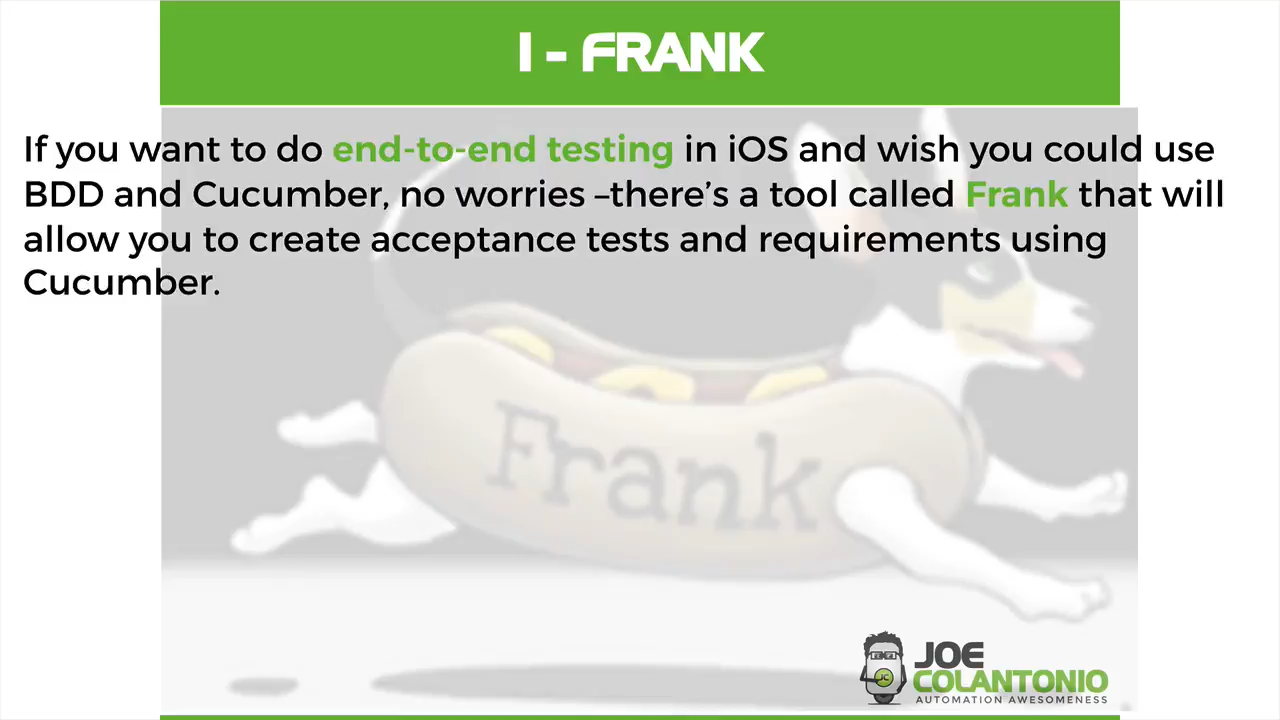 I - FRANK
If you want to do end-to-end testing in iOS and wish you could use
BDD and Cucumber, no worries –there's a tool called Frank that will
allow you to create acceptance tests and requirements using
Cucumber.
Frank
JC
JOE
COLANTONIO
AUTOMATION AWESOMENESS